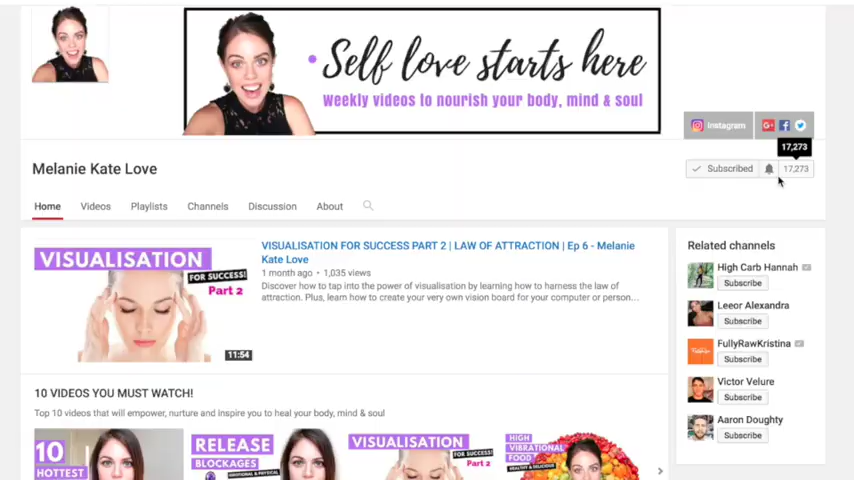 Self love starts here
Weekly videos to nourish your body, mind & soul
Instagram
17,273
Melanie Kate Love
Subscribed
17,273
Home Videos Playlists Channels Discussion About
VISUALISATION
FOR SUCCESS!
Part 2
11:54
VISUALISATION FOR SUCCESS PART 2 | LAW OF ATTRACTION | Ep 6 - Melanie
Kate Love
1 month ago • 1,035 views
Discover how to tap into the power of visualisation by learning how to harness the law of
attraction. Plus, learn how to create your very own vision board for your computer or person...
Related channels
High Carb Hannah
Subscribe
Leeor Alexandra
Subscribe
FullyRawKristina
Subscribe
Victor Velure
Subscribe
Aaron Doughty
Subscribe
10 VIDEOS YOU MUST WATCH!
Top 10 videos that will empower, nurture and inspire you to heal your body, mind & soul
10
HOTTEST
RELEASE
BLOCKAGES
EMOTIONAL & PHYSICAL
VISUALISATION
FOR SUCCESS!
Part 2
HIGH
VIBRATIONAL
FOOD
HEALTHY & DELICIOUS